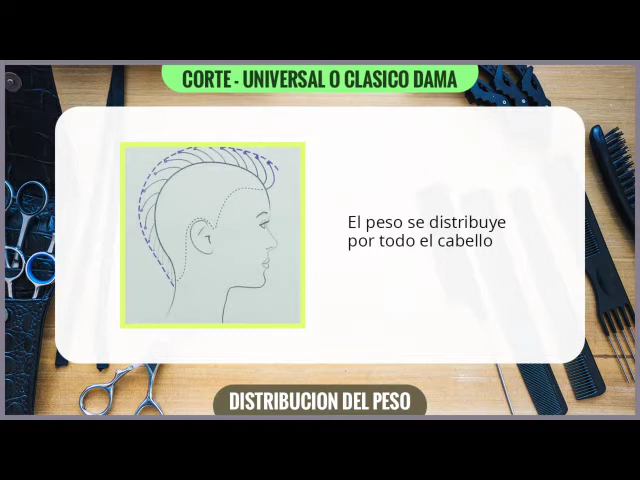 CORTE - UNIVERSAL O CLASICO DAMA
El peso se distribuye
por todo el cabello
DISTRIBUCION DEL PESO